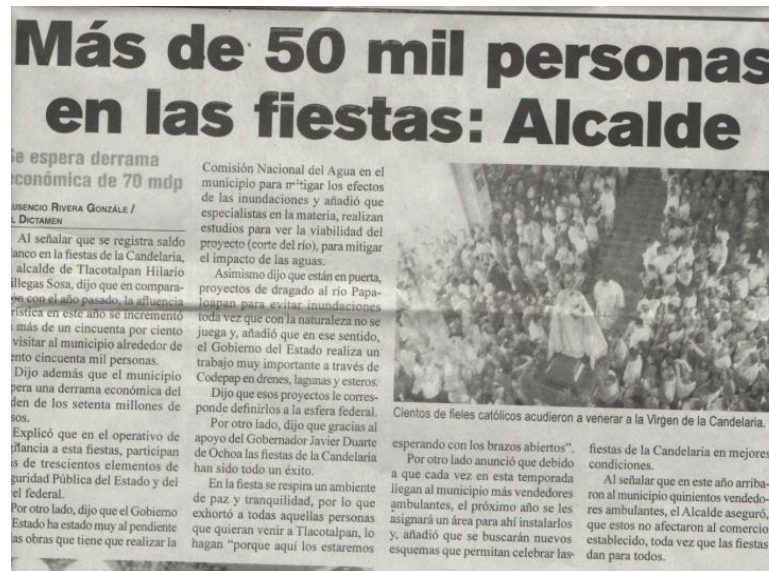 Más de 50 mil personas
en las fiestas: Alcalde
Se espera derrama
económica de 70 mdp
USENCIO RIVERA GONZÁLE /
L DICTAMEN
Al señalar que se registra saldo
anco en la fiestas de la Candelaria,
alcalde de Tlacotalpan Hilario
illegas Sosa, dijo que en compara-
ón con el año pasado, la afluencia
rística en este año se incrementó
más de un cincuenta por ciento
visitar al municipio alrededor de
ento cincuenta mil personas.
Dijo además que el municipio
pera una derrama económica del
den de los setenta millones de
sos.
Explicó que en el operativo de
gilancia a esta fiestas, participan
s de trescientos elementos de
guridad Pública del Estado y del
el federal.
Por otro lado, dijo que el Gobierno
Estado ha estado muy al pendiente
as obras que tiene que realizar la
Comisión Nacional del Agua en el
municipio para mitigar los efectos
de las inundaciones y añadió que
especialistas en la materia, realizan
estudios para ver la viabilidad del
proyecto (corte del río), para mitigar
el impacto de las aguas.
Asimismo dijo que están en puerta,
proyectos de dragado al río Papa-
loapan para evitar inundaciones
toda vez que con la naturaleza no se
juega y, añadió que en ese sentido,
el Gobierno del Estado realiza un
trabajo muy importante a través de
Codepap en drenes, lagunas y esteros.
Dijo que esos proyectos le corres-
ponde definirlos a la esfera federal.
Por otro lado, dijo que gracias al
apoyo del Gobernador Javier Duarte
de Ochoa las fiestas de la Candelaria
han sido todo un éxito.
En la fiesta se respira un ambiente
de paz y tranquilidad, por lo que
exhortó a todas aquellas personas
que quieran venir a Tlacotalpan, lo
hagan “porque aquí los estaremos
Cientos de fieles católicos acudieron a venerar a la Virgen de la Candelaria.
esperando con los brazos abiertos”.
Por otro lado anunció que debido
a que cada vez en esta temporada
llegan al municipio más vendedores
ambulantes, el próximo año se les
asignará un área para ahí instalarlos
y, añadió que se buscarán nuevos
esquemas que permitan celebrar las
fiestas de la Candelaria en mejores
condiciones.
Al señalar que en este año arriba-
ron al municipio quinientos vendedo-
res ambulantes, el Alcalde aseguró,
que estos no afectaron al comercio
establecido, toda vez que las fiestas
dan para todos.